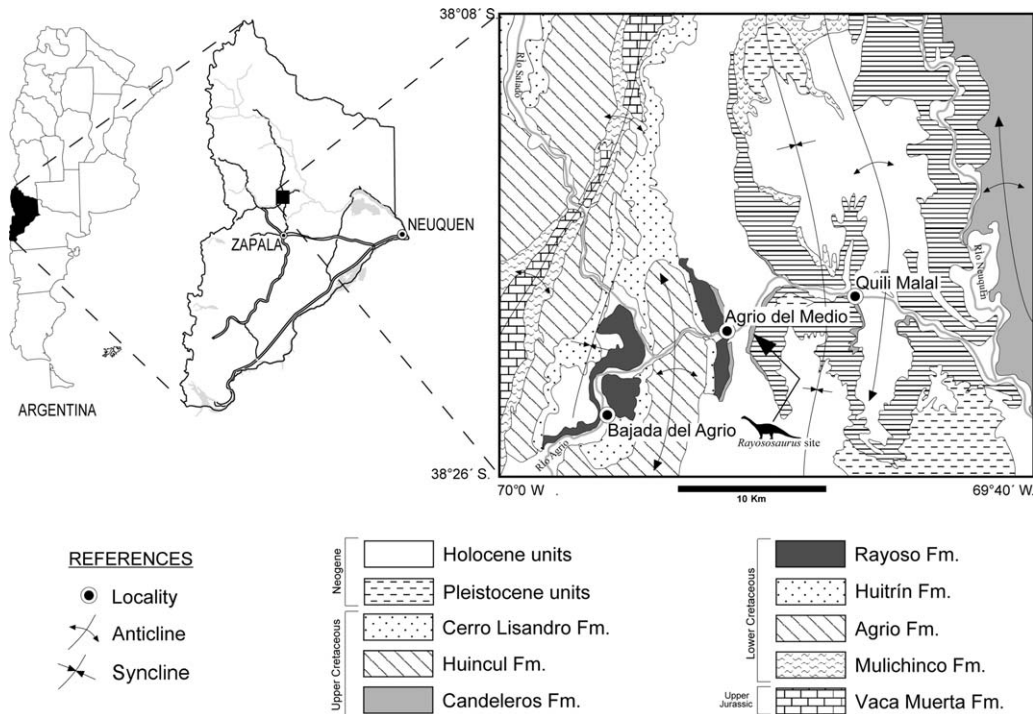 38°08´ S.
Río Salado
ZAPALA
NEUQUEN
Río Neuquén
Quili Malal
Agrio del Medio
Bajada del Agrio
Rayososaurus site
Río Agrio
ARGENTINA
38°26´ S.
70°0´ W
69°40´ W.
10 Km
REFERENCES
Locality
Anticline
Syncline
Neogene
Holocene units
Pleistocene units
Upper Cretaceous
Cerro Lisandro Fm.
Huincul Fm.
Candeleros Fm.
Lower Cretaceous
Rayoso Fm.
Huitrín Fm.
Agrio Fm.
Mulichinco Fm.
Upper
Jurassic
Vaca Muerta Fm.